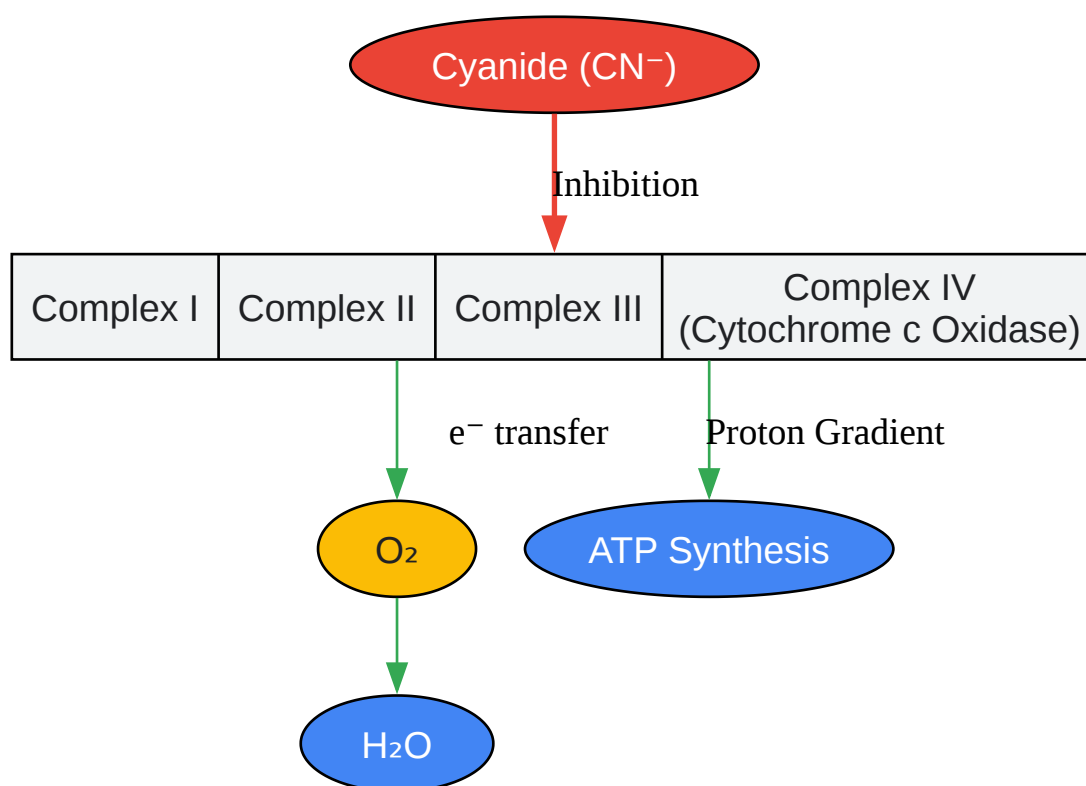 Cyanide (CN⁻)
Inhibition
Complex I
Complex II
Complex III
Complex IV
(Cytochrome c Oxidase)
e⁻ transfer
Proton Gradient
O₂
ATP Synthesis
H₂O